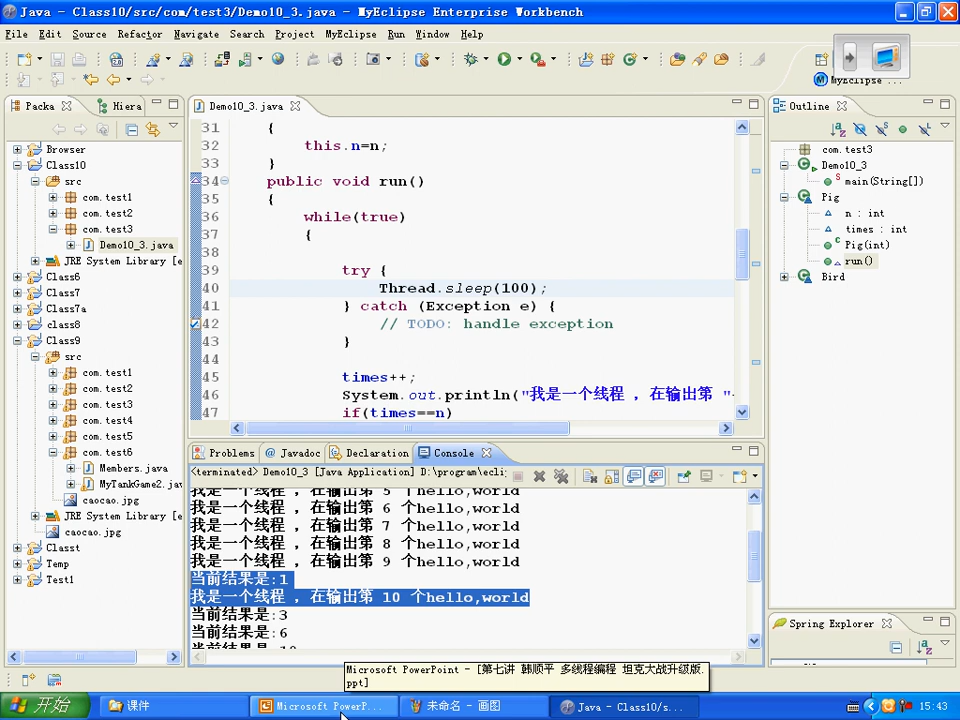 Java - Class10/src/com/test3/Demo10_3.java - MyEclipse Enterprise Workbench
File Edit Source Refactor Navigate Search Project MyEclipse Run Window Help
MyEclipse ...
Packa
Hiera
Browser
Class10
src
com.test1
com.test2
com.test3
Demo10_3.java
JRE System Library [e
Class6
Class7
Class7a
class8
Class9
src
com.test1
com.test2
com.test3
com.test4
com.test5
com.test6
Members.java
MyTankGame2.jav
caocao.jpg
JRE System Library [e
caocao.jpg
Classt
Temp
Test1
Demo10_3.java
31 {
32 this.n=n;
33 }
34 public void run()
35 {
36 while(true)
37 {
38
39 try {
40 Thread.sleep(100);
41 } catch (Exception e) {
42 // TODO: handle exception
43 }
44
45 times++;
46 System.out.println("我是一个线程 , 在输出第 "
47 if(times==n)
Outline
com.test3
Demo10_3
main(String[])
Pig
n : int
times : int
Pig(int)
run()
Bird
Problems @ Javadoc Declaration Console
<terminated> Demo10_3 [Java Application] D:\program\ecli
我是一个线程 , 在输出第 5 个hello,world
我是一个线程 , 在输出第 6 个hello,world
我是一个线程 , 在输出第 7 个hello,world
我是一个线程 , 在输出第 8 个hello,world
我是一个线程 , 在输出第 9 个hello,world
当前结果是:1
我是一个线程 , 在输出第 10 个hello,world
当前结果是:3
当前结果是:6
当前结果是:10
Spring Explorer
Microsoft PowerPoint - [第七讲 韩顺平 多线程编程 坦克大战升级版.ppt]
开始
课件
Microsoft PowerP...
未命名 - 画图
Java - Class10/s...
15:43